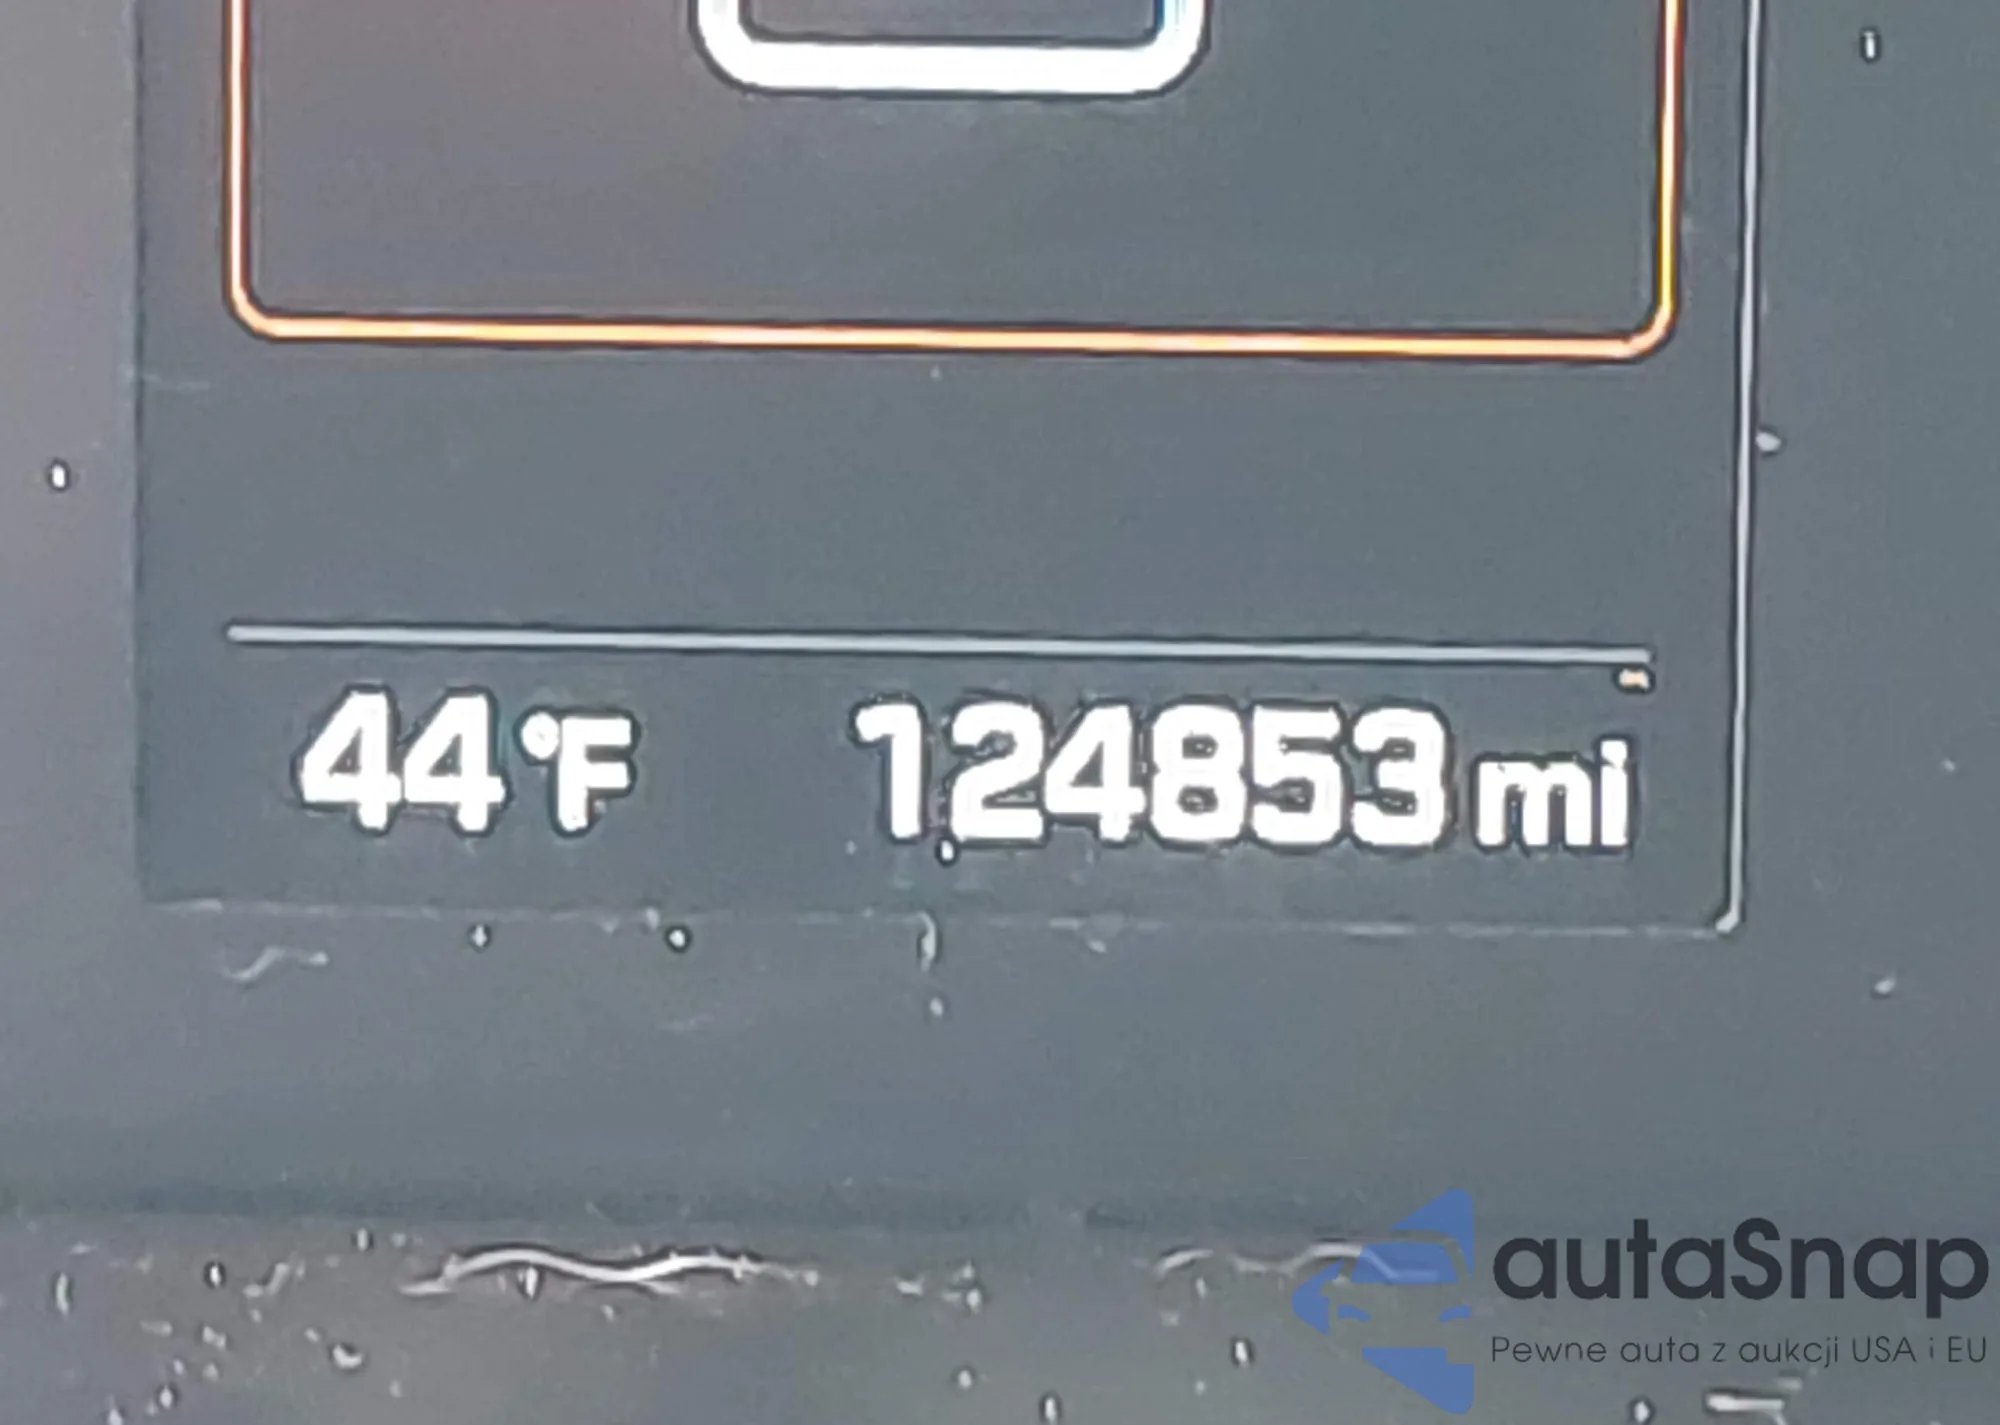 44°F 124853 mi
autaSnap
Pewne auta z aukcji USA i EU